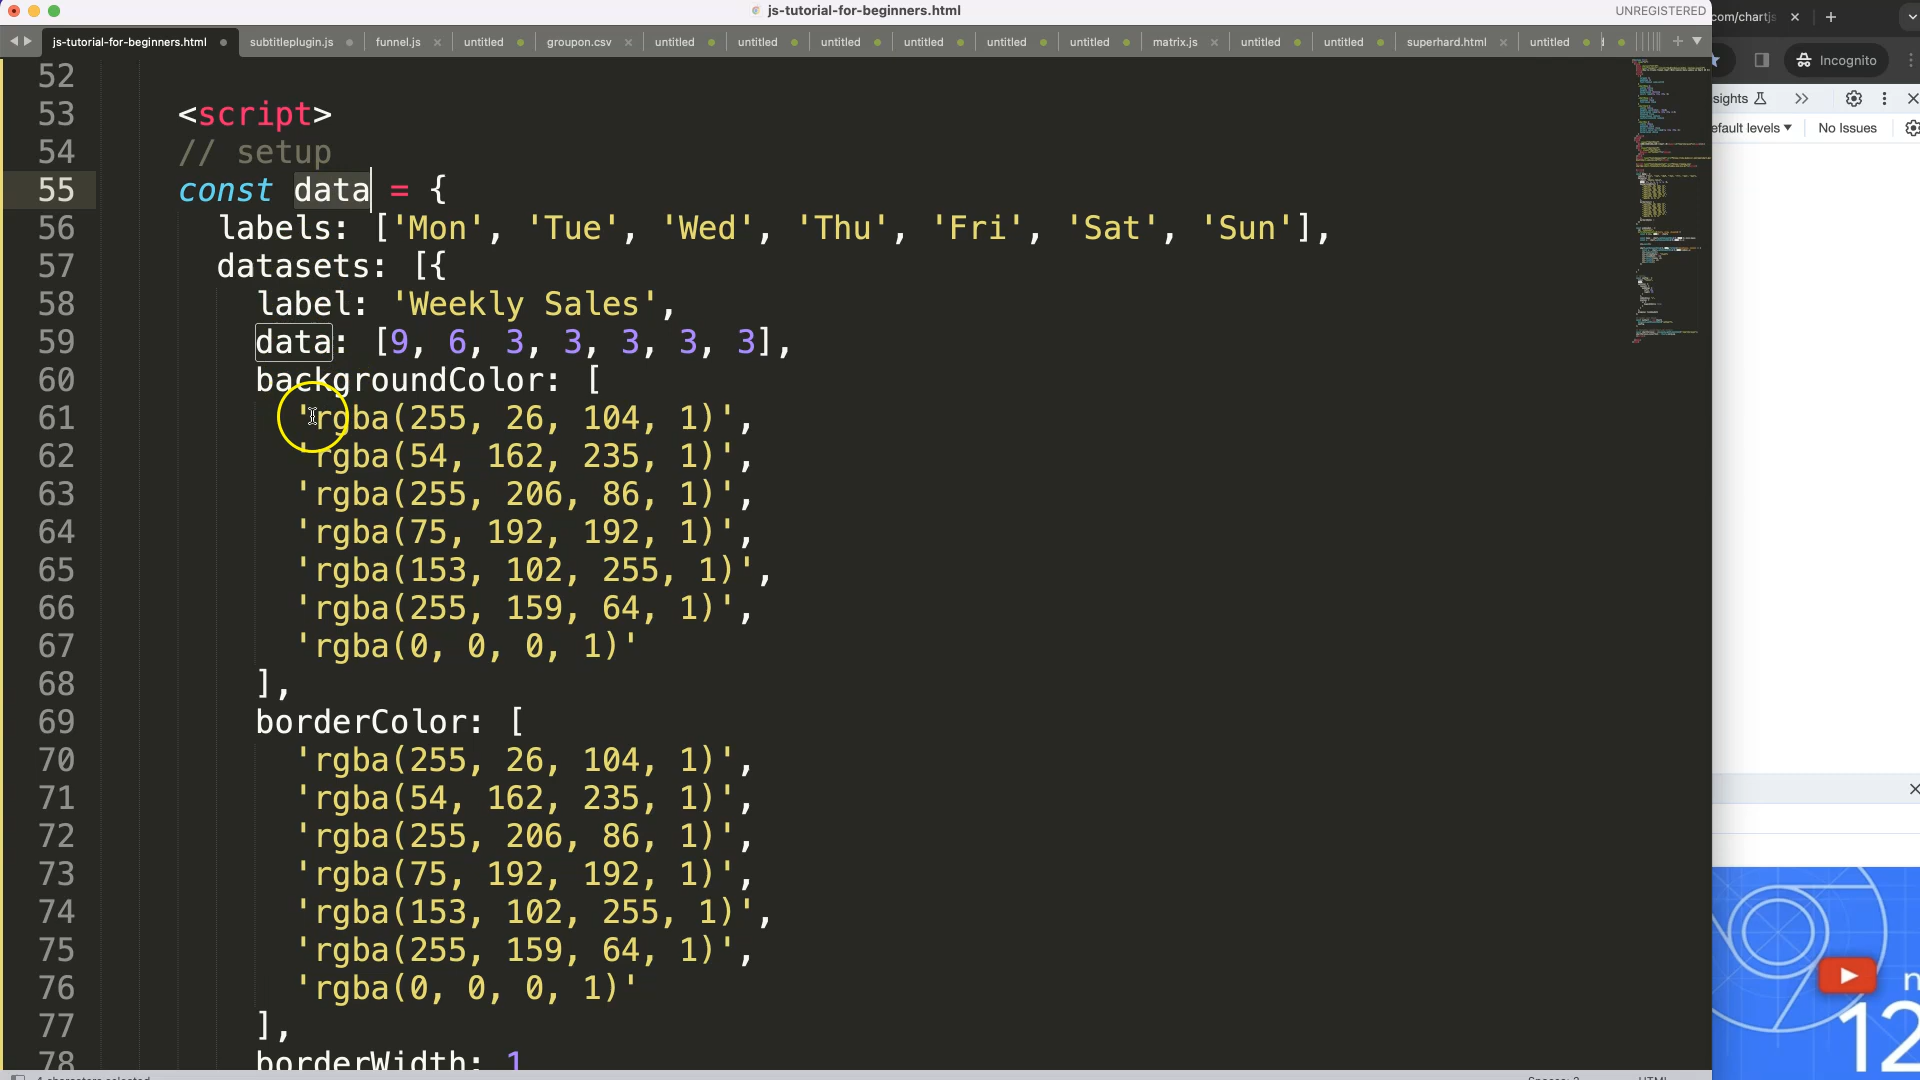 js-tutorial-for-beginners.html
UNREGISTERED
js-tutorial-for-beginners.html subtitleplugin.js funnel.js untitled groupon.csv untitled untitled untitled untitled untitled untitled matrix.js untitled untitled superhard.html untitled
com/chartjs
Incognito
sights
efault levels No Issues
52
53 <script>
54 // setup
55 const data = {
56 labels: ['Mon', 'Tue', 'Wed', 'Thu', 'Fri', 'Sat', 'Sun'],
57 datasets: [{
58 label: 'Weekly Sales',
59 data: [9, 6, 3, 3, 3, 3, 3],
60 backgroundColor: [
61 'rgba(255, 26, 104, 1)',
62 'rgba(54, 162, 235, 1)',
63 'rgba(255, 206, 86, 1)',
64 'rgba(75, 192, 192, 1)',
65 'rgba(153, 102, 255, 1)',
66 'rgba(255, 159, 64, 1)',
67 'rgba(0, 0, 0, 1)'
68 ],
69 borderColor: [
70 'rgba(255, 26, 104, 1)',
71 'rgba(54, 162, 235, 1)',
72 'rgba(255, 206, 86, 1)',
73 'rgba(75, 192, 192, 1)',
74 'rgba(153, 102, 255, 1)',
75 'rgba(255, 159, 64, 1)',
76 'rgba(0, 0, 0, 1)'
77 ],
78 borderWidth: 1
n
12